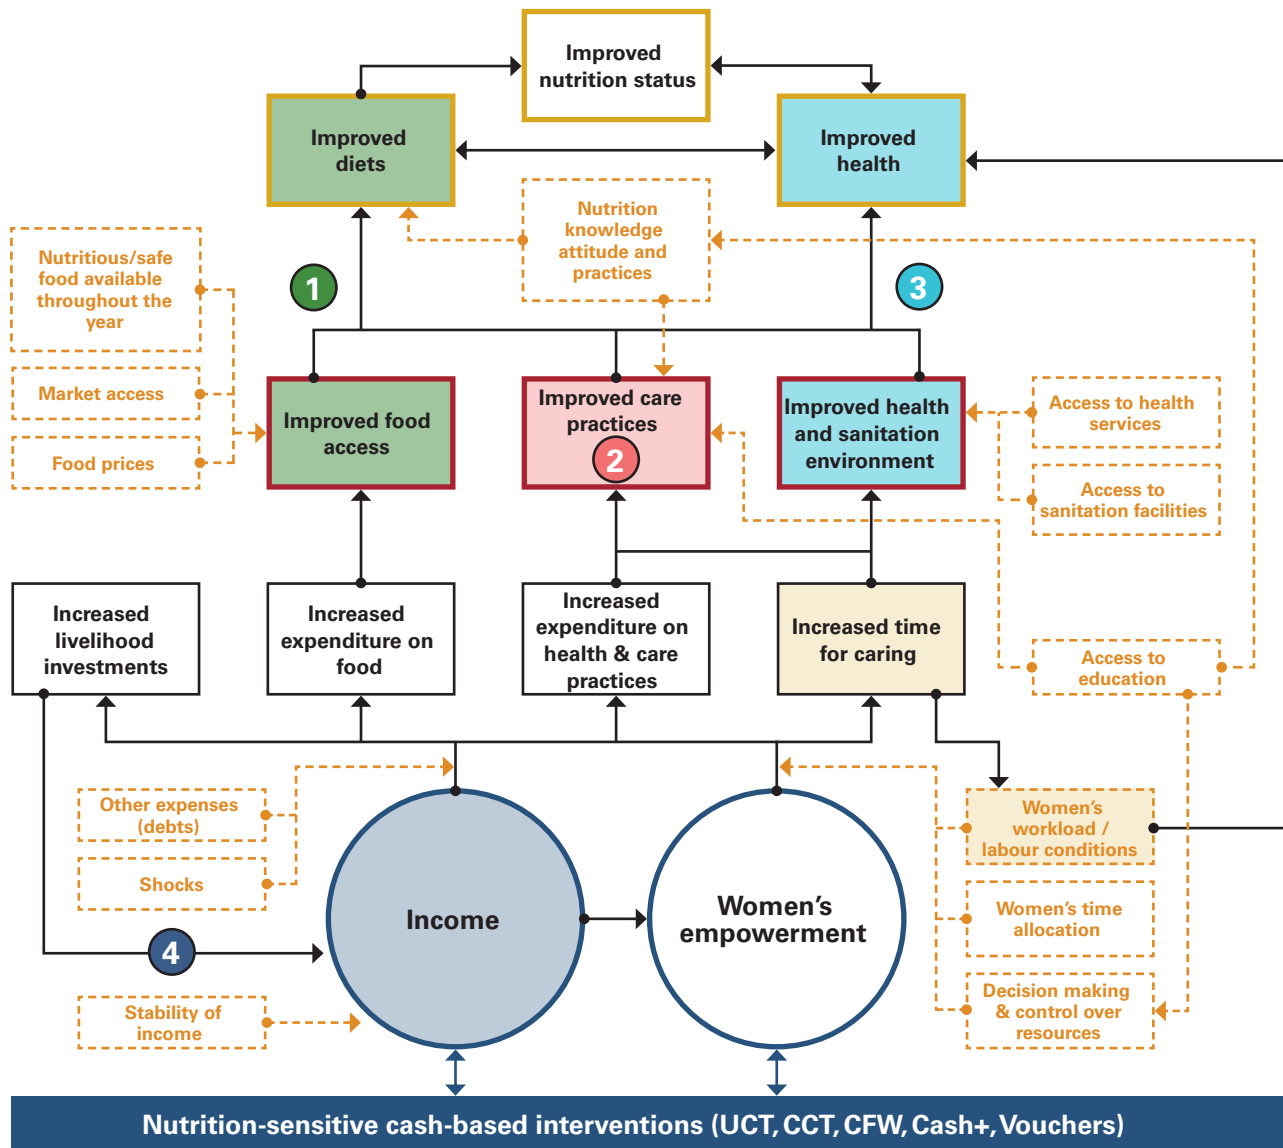 Improved
nutrition status
Improved
diets
Improved
health
Nutrition
knowledge
attitude and
practices
Nutritious/safe
food available
throughout the
year
1
3
Market access
Food prices
Improved food
access
Improved care
practices
2
Improved health
and sanitation
environment
Access to health
services
Access to
sanitation facilities
Increased
livelihood
investments
Increased
expenditure on
food
Increased
expenditure on
health & care
practices
Increased time
for caring
Access to
education
Other expenses
(debts)
Shocks
Women's
workload /
labour conditions
Income
Women's
empowerment
Women's time
allocation
4
Stability of
income
Decision making
& control over
resources
Nutrition-sensitive cash-based interventions (UCT, CCT, CFW, Cash+, Vouchers)